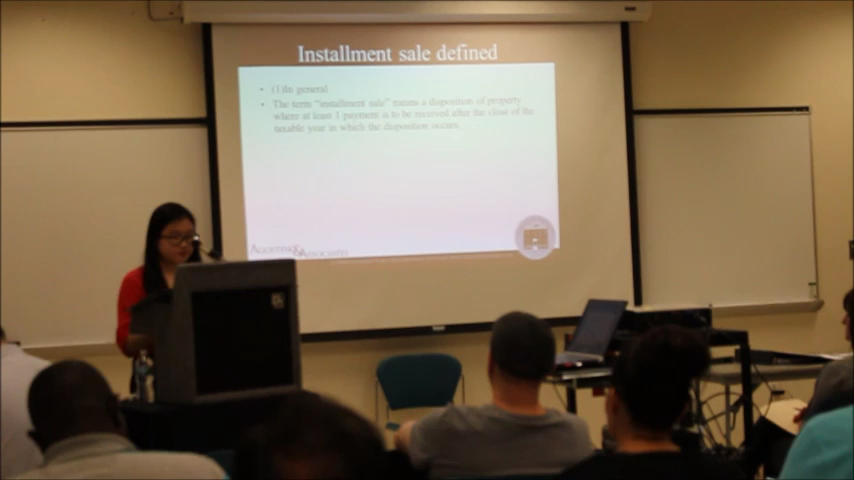 Installment sale defined
• (1)In general
• The term "installment sale" means a disposition of property
where at least 1 payment is to be received after the close of the
taxable year in which the disposition occurs.
& Associates